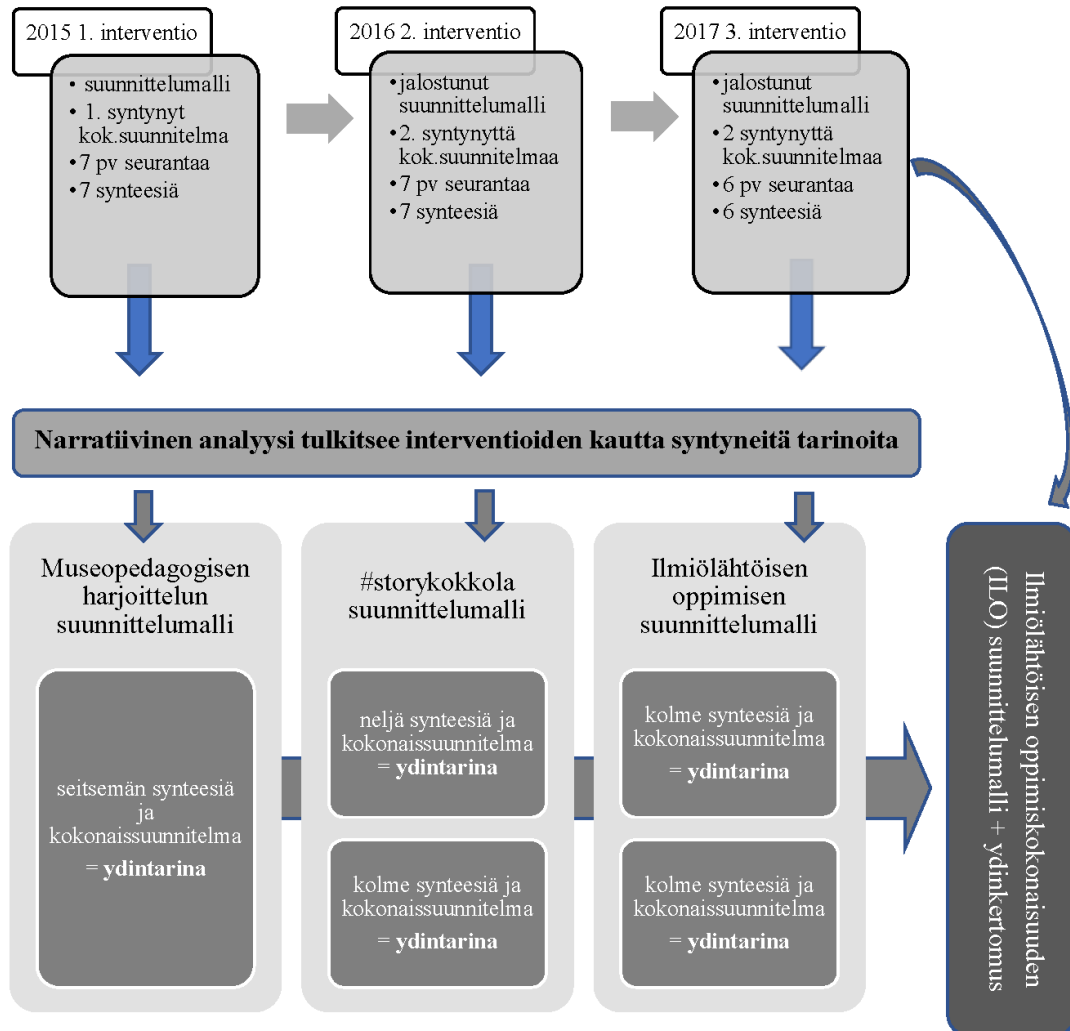 2015 1. interventio
• suunnittelumalli
• 1. syntynyt
kok.suunnitelma
• 7 pv seurantaa
• 7 synteesiä
2016 2. interventio
• jalostunut
suunnittelumalli
• 2. syntynyttä
kok.suunnitelmaa
• 7 pv seurantaa
• 7 synteesiä
2017 3. interventio
• jalostunut
suunnittelumalli
• 2 syntynyttä
kok.suunnitelmaa
• 6 pv seurantaa
• 6 synteesiä
Narratiivinen analyysi tulkitsee interventioiden kautta syntyneitä tarinoita
Museopedagogisen
harjoittelun
suunnittelumalli
seitsemän synteesiä
ja
kokonaissuunnitelma
= ydintarina
#storykokkola
suunnittelumalli
neljä synteesiä ja
kokonaissuunnitelma
= ydintarina
kolme synteesiä ja
kokonaissuunnitelma
= ydintarina
Ilmiölähtöisen
oppimisen
suunnittelumalli
kolme synteesiä ja
kokonaissuunnitelma
= ydintarina
kolme synteesiä ja
kokonaissuunnitelma
= ydintarina
Ilmiölähtöisen oppimiskokonaisuuden
(ILO) suunnittelumalli + ydinkertomus